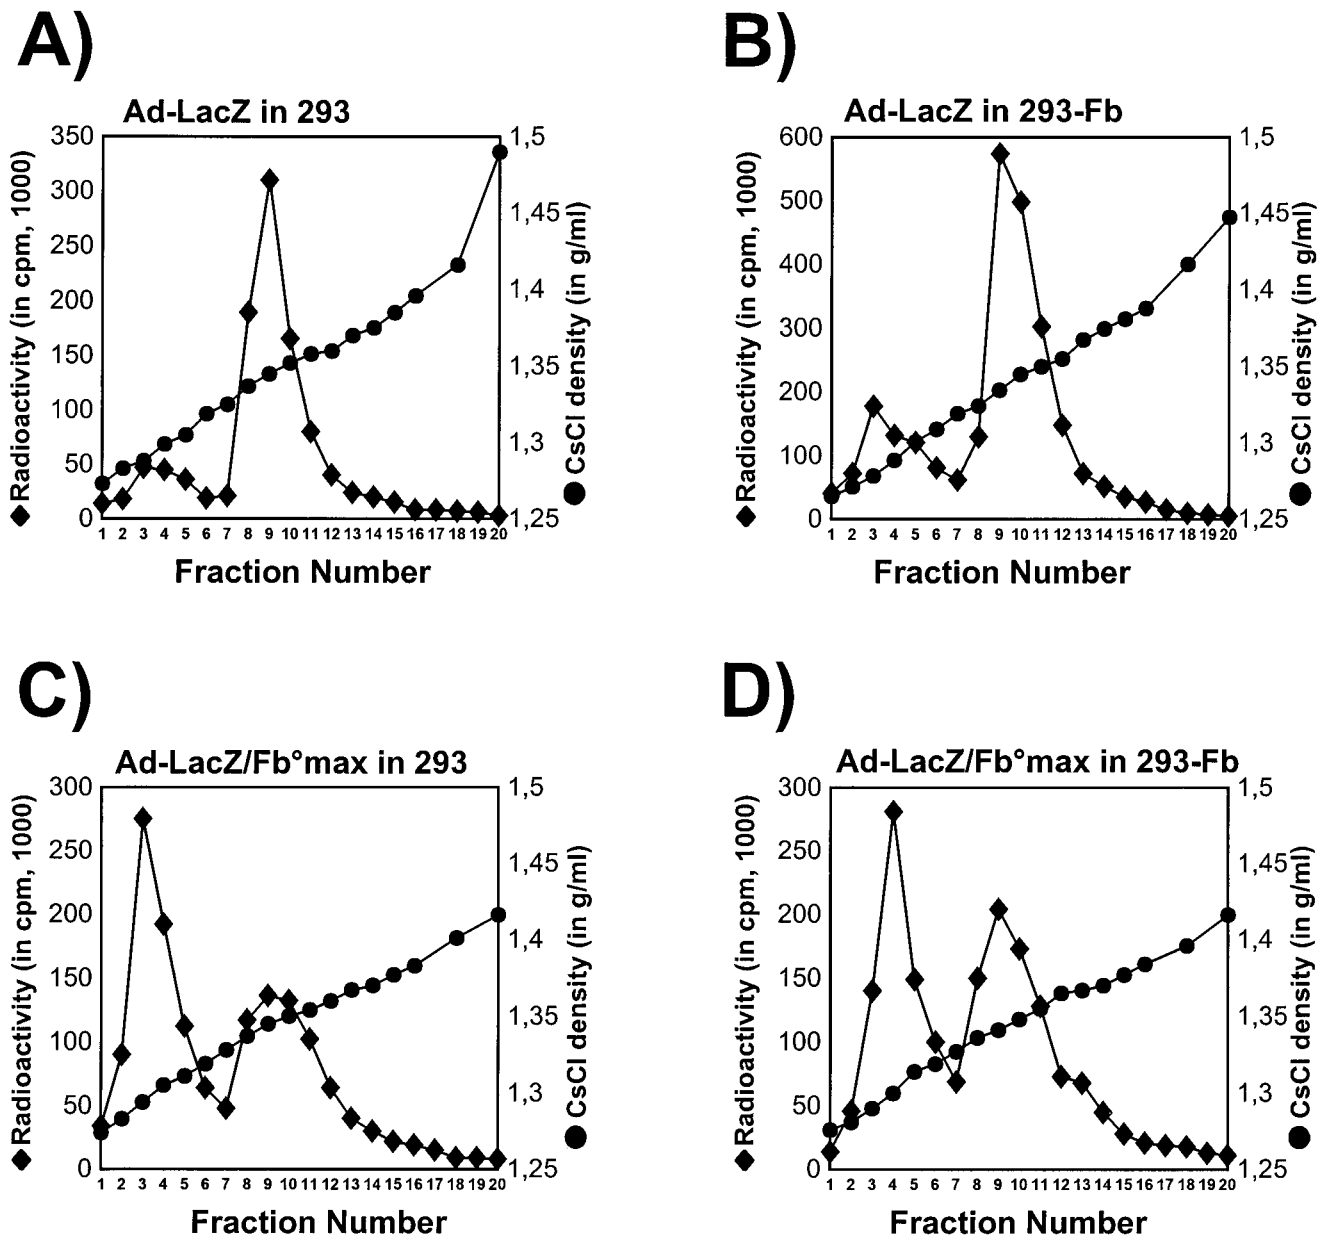 A)
Ad-LacZ in 293
350
300
250
200
150
100
50
0
1,5
1,45
1,4
1,35
1,3
1,25
Radioactivity (in cpm, 1000)
CsCl density (in g/ml)
1 2 3 4 5 6 7 8 9 10 11 12 13 14 15 16 17 18 19 20
Fraction Number
B)
Ad-LacZ in 293-Fb
600
500
400
300
200
100
0
1,5
1,45
1,4
1,35
1,3
1,25
Radioactivity (in cpm, 1000)
CsCl density (in g/ml)
1 2 3 4 5 6 7 8 9 10 11 12 13 14 15 16 17 18 19 20
Fraction Number
C)
Ad-LacZ/Fb°max in 293
300
250
200
150
100
50
0
1,5
1,45
1,4
1,35
1,3
1,25
Radioactivity (in cpm, 1000)
CsCl density (in g/ml)
1 2 3 4 5 6 7 8 9 10 11 12 13 14 15 16 17 18 19 20
Fraction Number
D)
Ad-LacZ/Fb°max in 293-Fb
300
250
200
150
100
50
0
1,5
1,45
1,4
1,35
1,3
1,25
Radioactivity (in cpm, 1000)
CsCl density (in g/ml)
1 2 3 4 5 6 7 8 9 10 11 12 13 14 15 16 17 18 19 20
Fraction Number